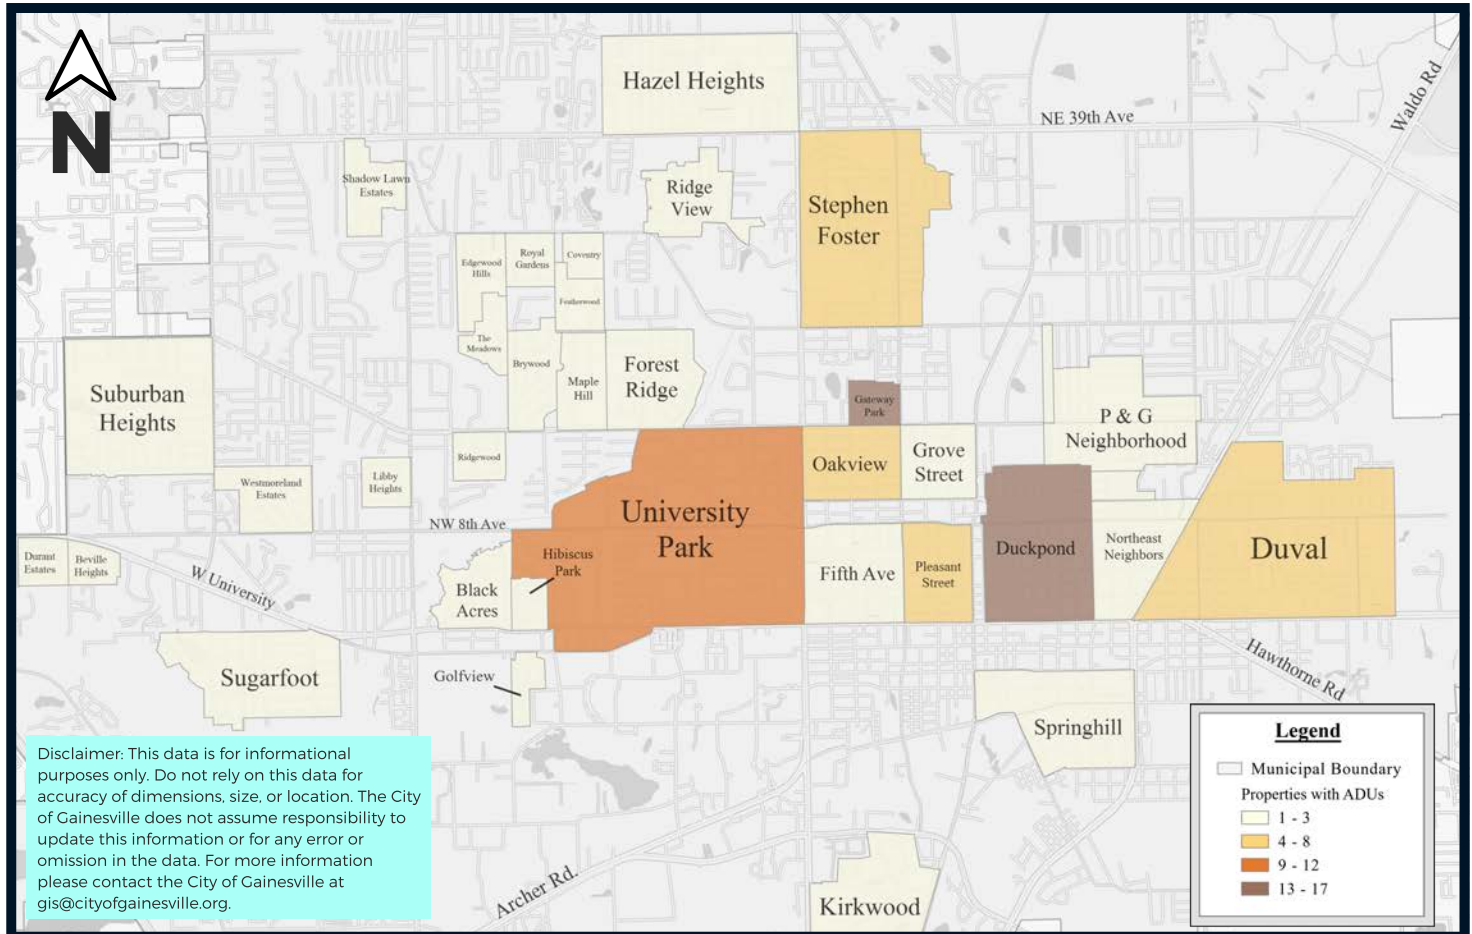 N
Hazel Heights
NE 39th Ave
Waldo Rd
Shadow Lawn
Estates
Ridge
View
Stephen
Foster
Edgewood
Hills
Royal
Gardens
Coventry
Featherwood
The
Meadows
Brywood
Maple
Hill
Forest
Ridge
Suburban
Heights
Gateway
Park
P & G
Neighborhood
Ridgewood
Libby
Heights
Westmoreland
Estates
Oakview
Grove
Street
University
Park
NW 8th Ave
Hibiscus
Park
Durant
Estates
Beville
Heights
W University
Black
Acres
Fifth Ave
Pleasant
Street
Duckpond
Northeast
Neighbors
Duval
Sugarfoot
Golfview
Hawthorne Rd
Springhill
Archer Rd.
Kirkwood
Disclaimer: This data is for informational
purposes only. Do not rely on this data for
accuracy of dimensions, size, or location. The City
of Gainesville does not assume responsibility to
update this information or for any error or
omission in the data. For more information
please contact the City of Gainesville at
gis@cityofgainesville.org.
Legend
Municipal Boundary
Properties with ADUs
1 - 3
4 - 8
9 - 12
13 - 17